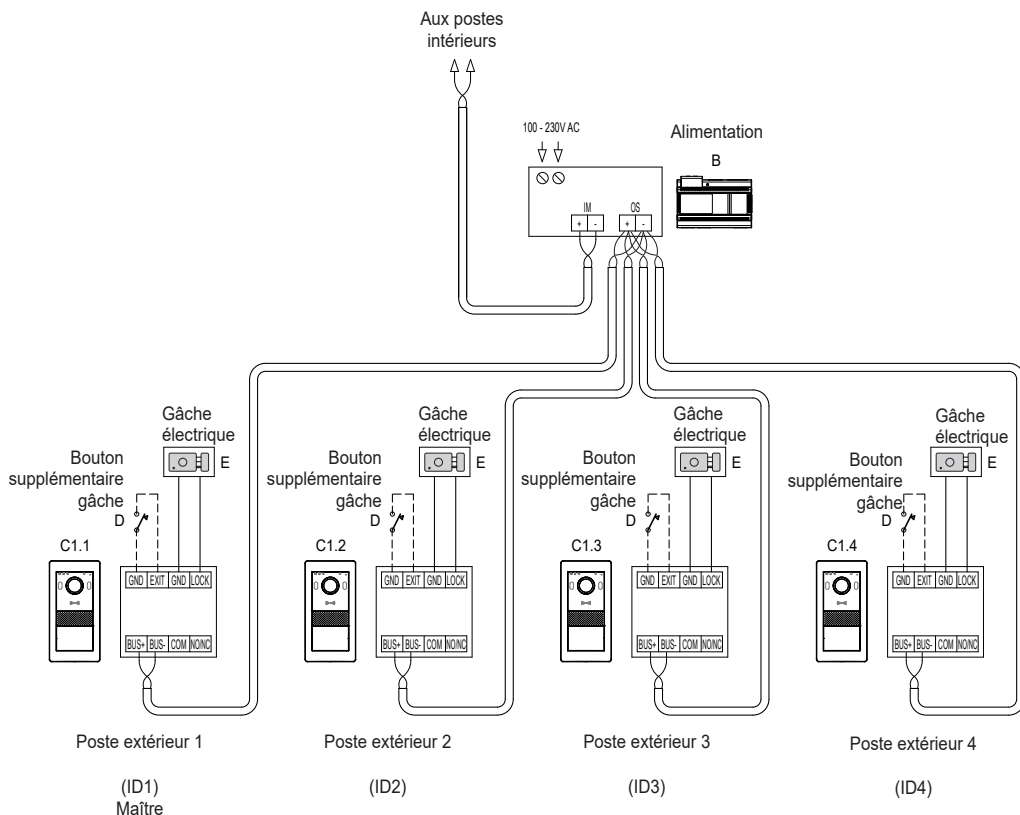 Aux postes
intérieurs
100 - 230V AC
Alimentation
B
IM
OS
+ -
+ -
Gâche
électrique
E
Bouton
supplémentaire
gâche
D
C1.1
GND EXIT GND LOCK
BUS+ BUS- COM NO/NC
Poste extérieur 1
(ID1)
Maître
Gâche
électrique
E
Bouton
supplémentaire
gâche
D
C1.2
GND EXIT GND LOCK
BUS+ BUS- COM NO/NC
Poste extérieur 2
(ID2)
Gâche
électrique
E
Bouton
supplémentaire
gâche
D
C1.3
GND EXIT GND LOCK
BUS+ BUS- COM NO/NC
Poste extérieur 3
(ID3)
Gâche
électrique
E
Bouton
supplémentaire
gâche
D
C1.4
GND EXIT GND LOCK
BUS+ BUS- COM NO/NC
Poste extérieur 4
(ID4)